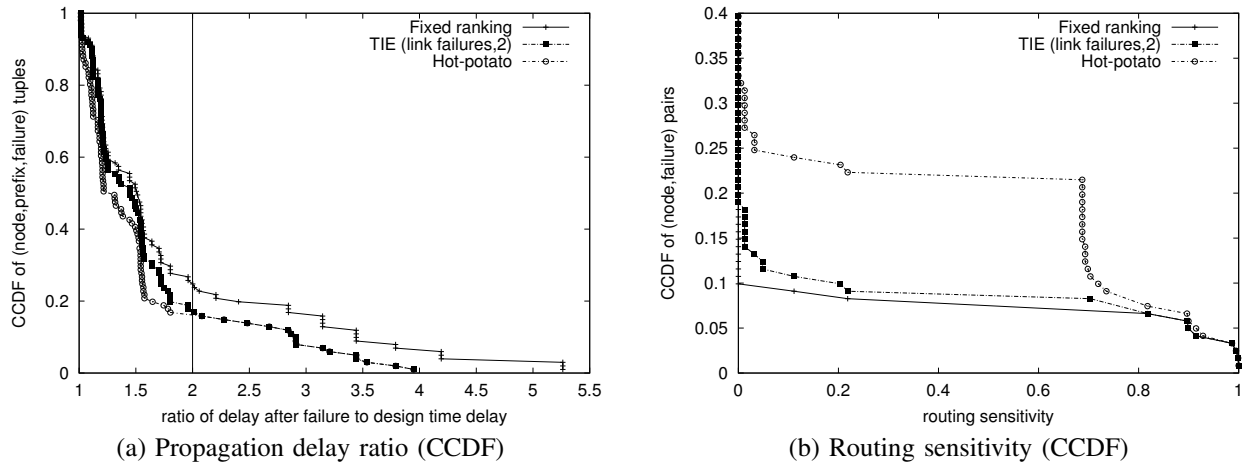 Fixed ranking
TIE (link failures,2)
Hot-potato
CCDF of (node,prefix,failure) tuples
1
0.8
0.6
0.4
0.2
0
1 1.5 2 2.5 3 3.5 4 4.5 5 5.5
ratio of delay after failure to design time delay
(a) Propagation delay ratio (CCDF)
Fixed ranking
TIE (link failures,2)
Hot-potato
CCDF of (node,failure) pairs
0.4
0.35
0.3
0.25
0.2
0.15
0.1
0.05
0
0 0.2 0.4 0.6 0.8 1
routing sensitivity
(b) Routing sensitivity (CCDF)